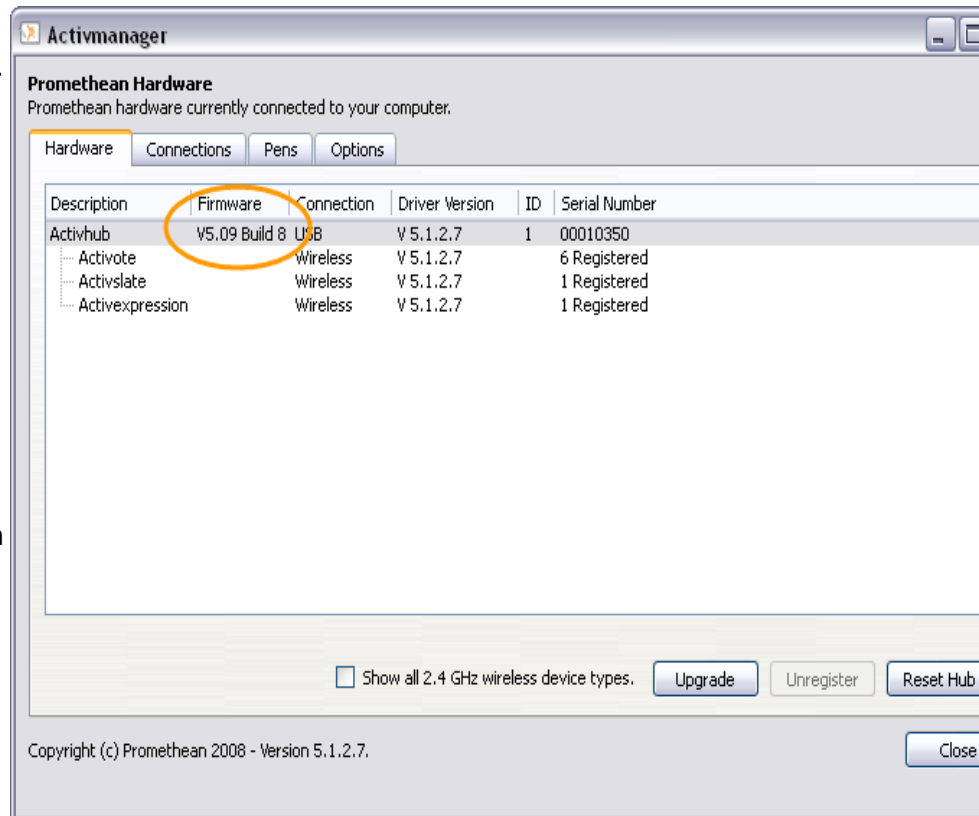 Activmanager
Promethean Hardware
Promethean hardware currently connected to your computer.
Hardware Connections Pens Options
Description Firmware Connection Driver Version ID Serial Number
Activhub V5.09 Build 8 USB V 5.1.2.7 1 00010350
Activote Wireless V 5.1.2.7 6 Registered
Activslate Wireless V 5.1.2.7 1 Registered
Activexpression Wireless V 5.1.2.7 1 Registered
Show all 2.4 GHz wireless device types. Upgrade Unregister Reset Hub
Copyright (c) Promethean 2008 - Version 5.1.2.7. Close